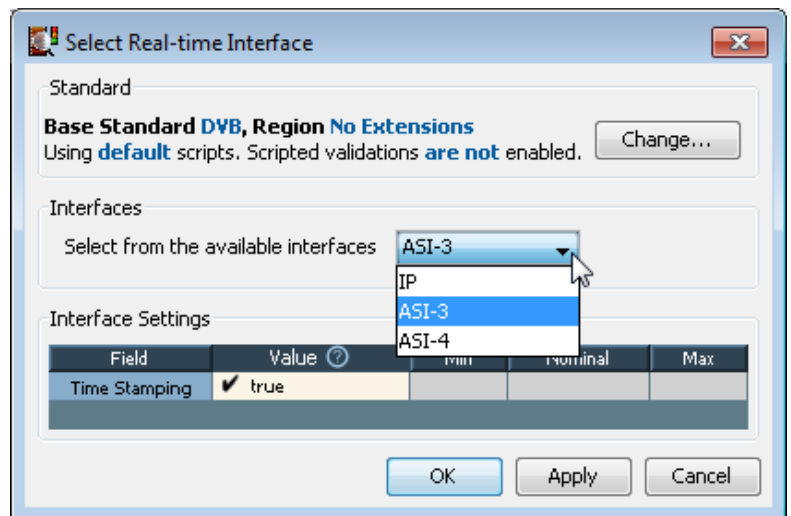 Select Real-time Interface
Standard
Base Standard DVB, Region No Extensions
Using default scripts. Scripted validations are not enabled.
Change...
Interfaces
Select from the available interfaces ASI-3
IP
ASI-3
ASI-4
Interface Settings
Field Value ? Min Nominal Max
Time Stamping ✔ true
OK Apply Cancel